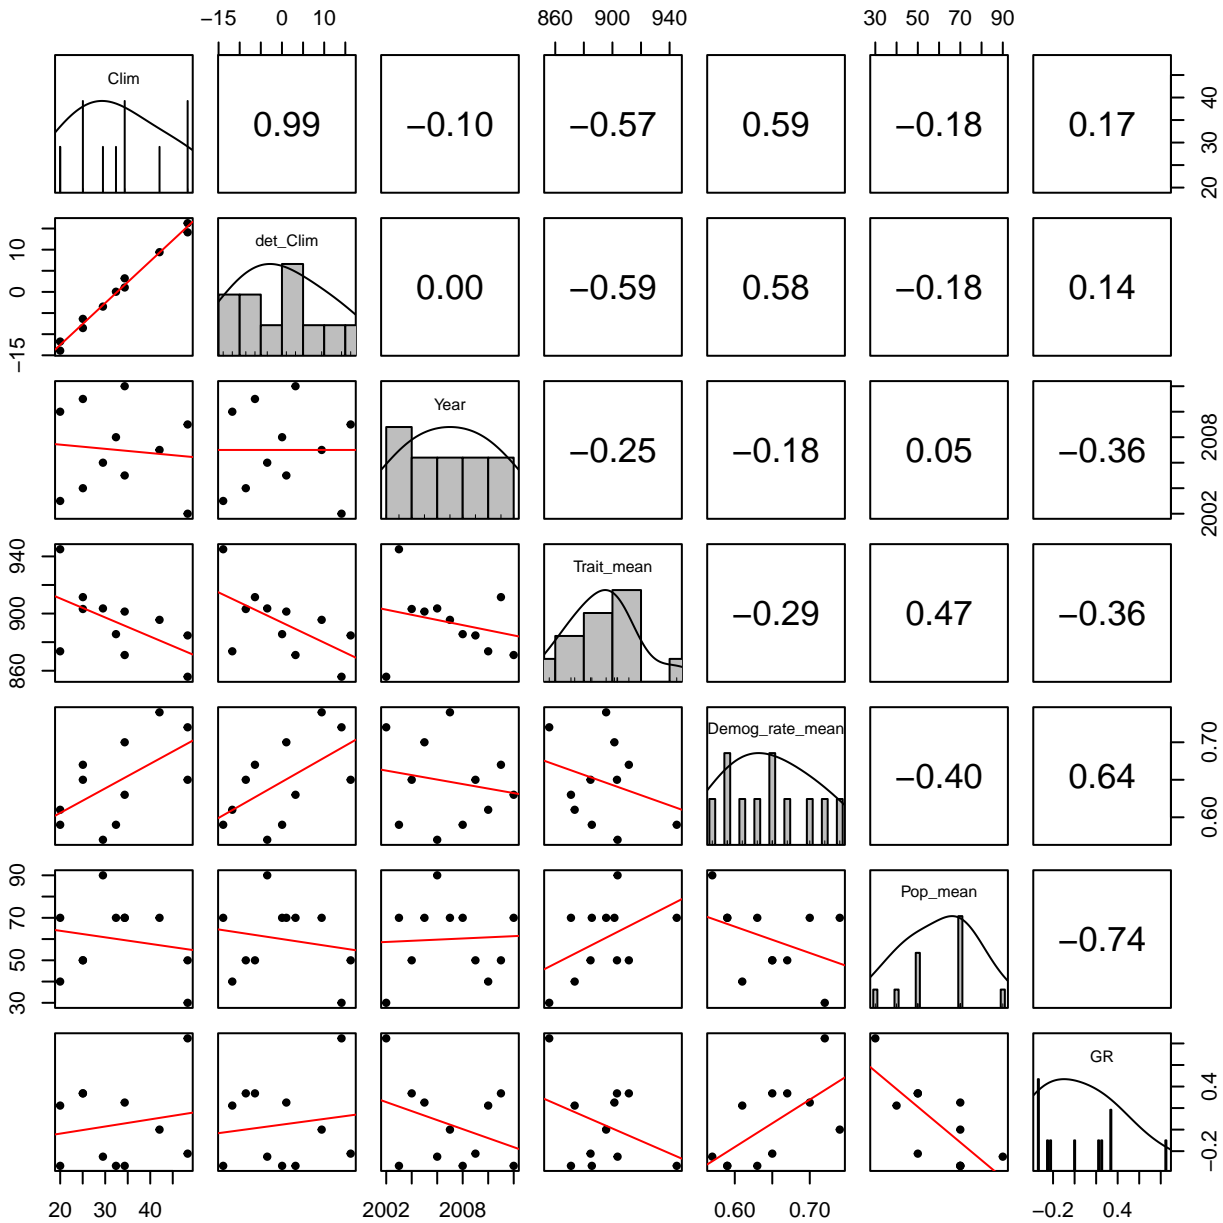 −15 0 10 860 900 940 30 50 70 90
Clim 0.99 −0.10 −0.57 0.59 −0.18 0.17 20 30 40
−15 0 10 det_Clim 0.00 −0.59 0.58 −0.18 0.14
Year −0.25 −0.18 0.05 −0.36 2002 2008
860 900 940 Trait_mean −0.29 0.47 −0.36
Demog_rate_mean −0.40 0.64 0.60 0.70
30 50 70 90 Pop_mean −0.74
GR −0.2 0.4
20 30 40 2002 2008 0.60 0.70 −0.2 0.4